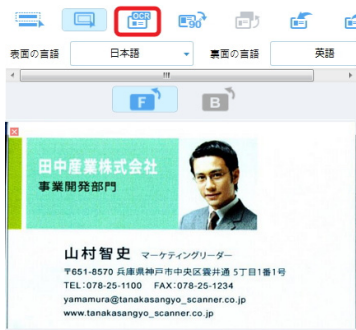 OCR
90°
表面の言語 日本語 裏面の言語 英語
F B
田中産業株式会社
事業開発部門
山村智史 マーケティングリーダー
〒651-8570 兵庫県神戸市中央区雲井通 5丁目1番1号
TEL:078-25-1100 FAX:078-25-1234
yamamura@tanakasangyo_scanner.co.jp
www.tanakasangyo_scanner.co.jp